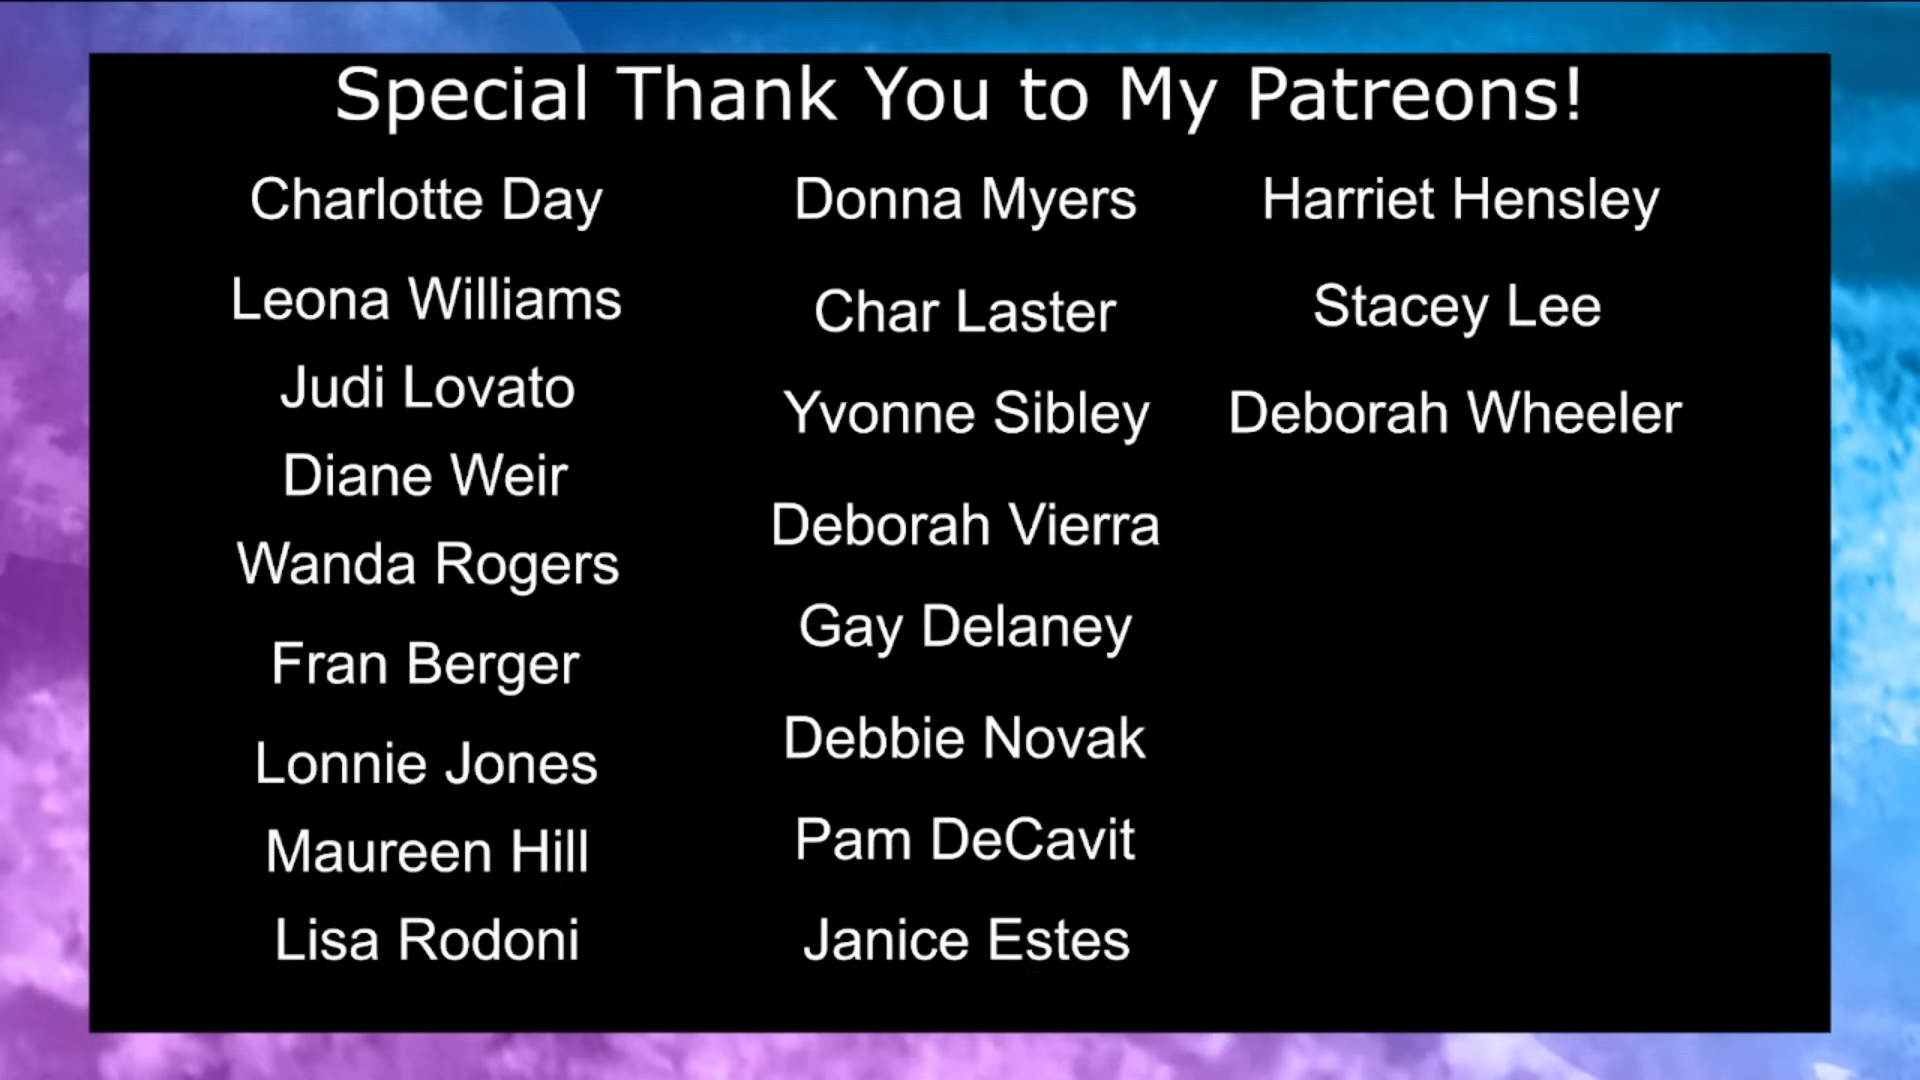 Special Thank You to My Patreons!
Charlotte Day
Leona Williams
Judi Lovato
Diane Weir
Wanda Rogers
Fran Berger
Lonnie Jones
Maureen Hill
Lisa Rodoni
Donna Myers
Char Laster
Yvonne Sibley
Deborah Vierra
Gay Delaney
Debbie Novak
Pam DeCavit
Janice Estes
Harriet Hensley
Stacey Lee
Deborah Wheeler